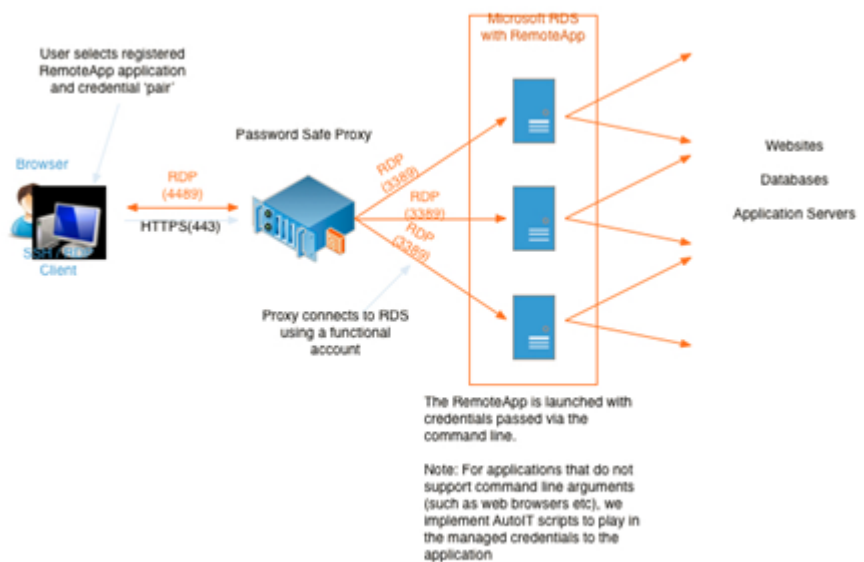 Microsoft RDS
with RemoteApp
User selects registered
RemoteApp application
and credential 'pair'
Password Safe Proxy
Browser
RDP
(4489)
HTTPS(443)
SSH / RDP
Client
RDP
(3389)
RDP
(3389)
RDP
(3389)
Websites
Databases
Application Servers
Proxy connects to RDS
using a functional
account
The RemoteApp is launched with
credentials passed via the
command line.
Note: For applications that do not
support command line arguments
(such as web browsers etc), we
implement AutoIT scripts to play in
the managed credentials to the
application